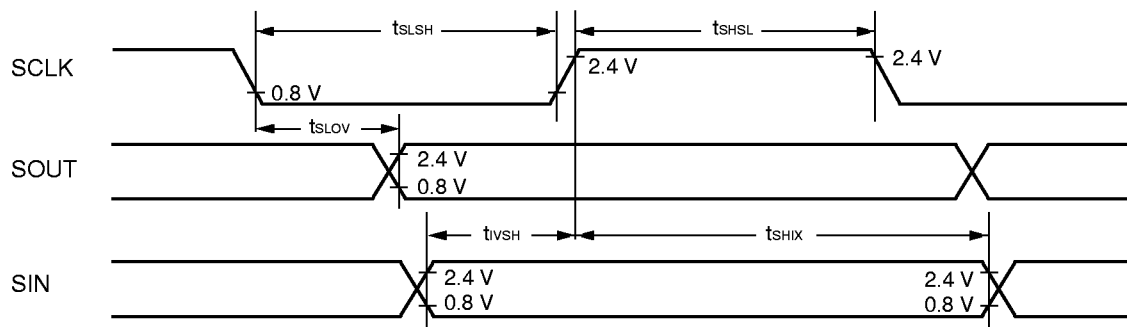 tSLSH tSHSL
SCLK 0.8 V 2.4 V 2.4 V
tSLOV
SOUT 2.4 V
0.8 V
tIVSH tSHIX
SIN 2.4 V 2.4 V
0.8 V 0.8 V